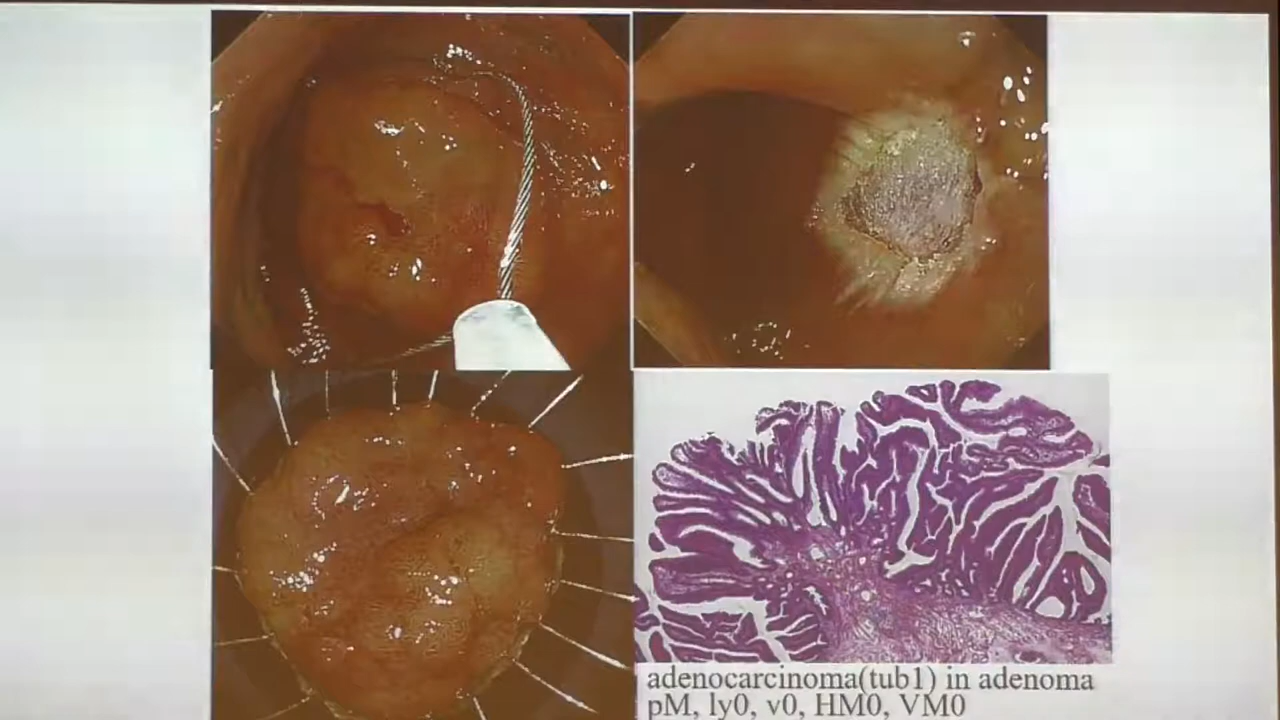 adenocarcinoma(tub1) in adenoma
pM, ly0, v0, HM0, VM0